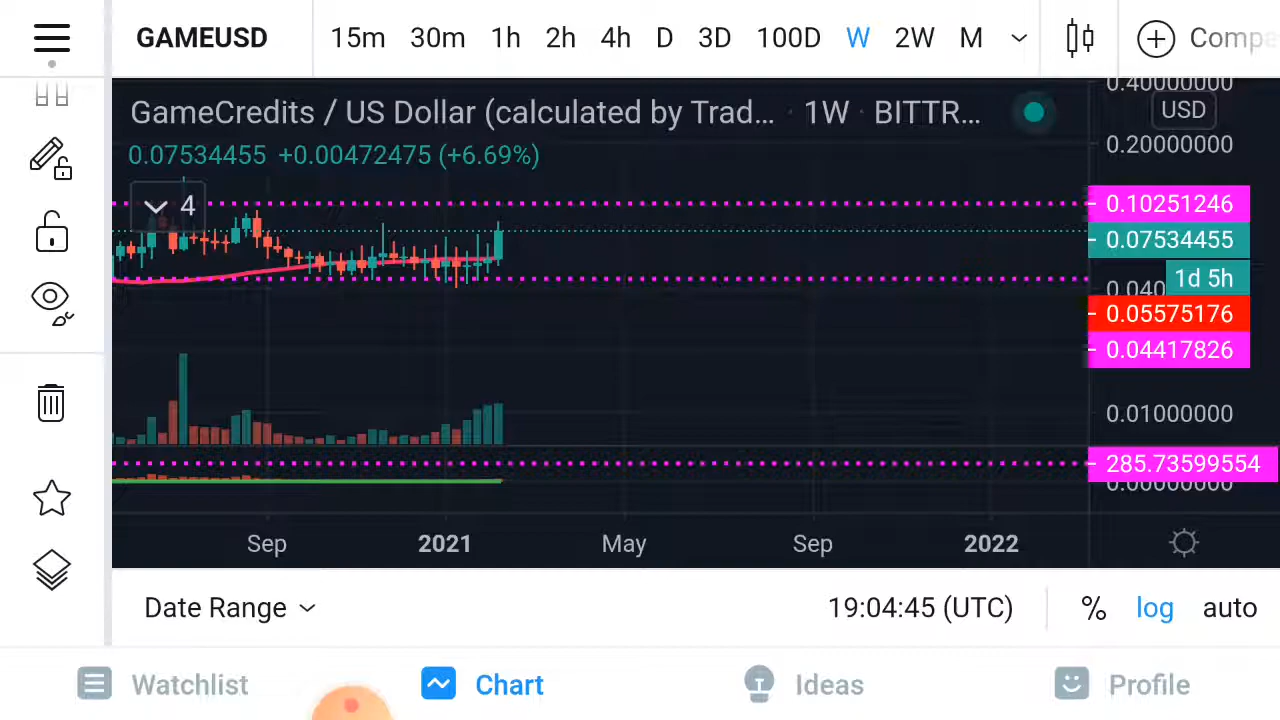 GAMEUSD 15m 30m 1h 2h 4h D 3D 100D W 2W M Compa
GameCredits / US Dollar (calculated by Trad... · 1W · BITTR...
0.07534455 +0.00472475 (+6.69%)
4
0.40000000
USD
0.20000000
0.10251246
0.07534455
1d 5h
0.040
0.05575176
0.04417826
0.01000000
285.73599554
0.00000000
Sep 2021 May Sep 2022
Date Range 19:04:45 (UTC) % log auto
Watchlist Chart Ideas Profile